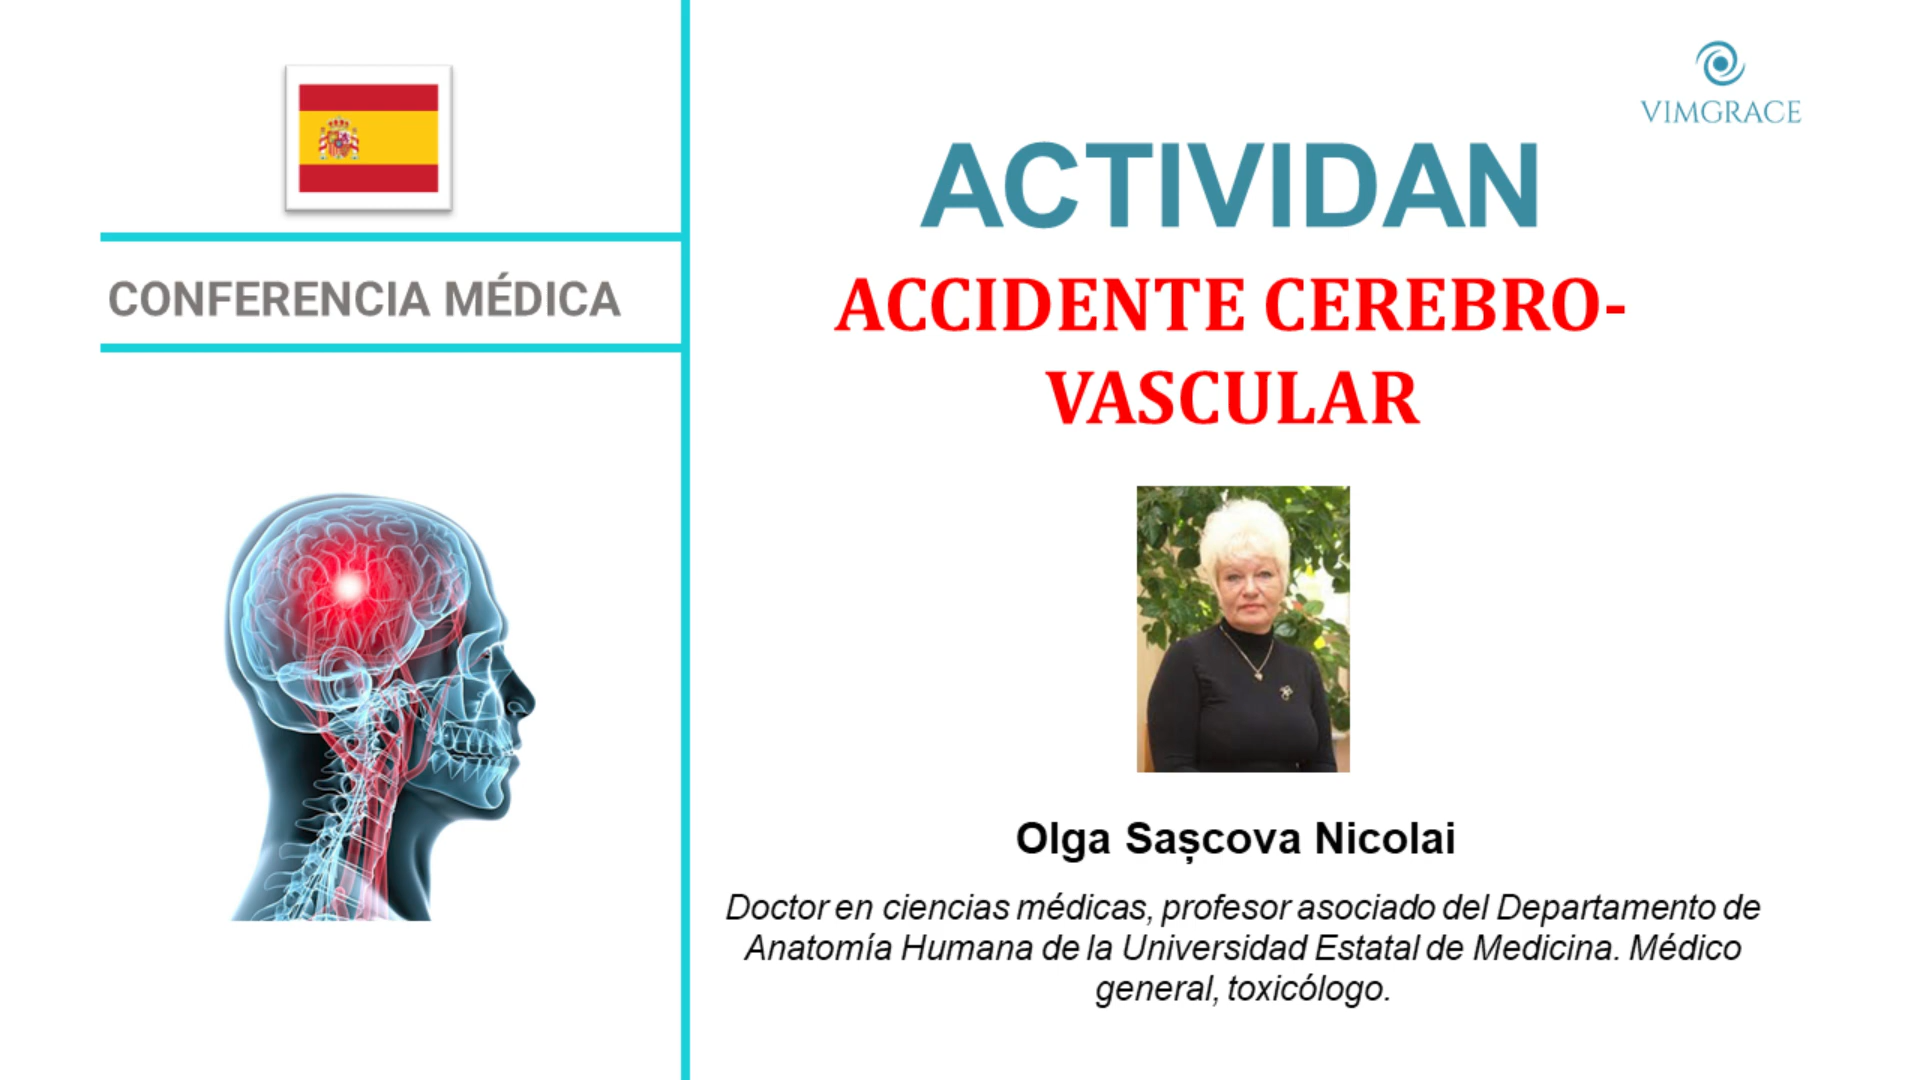 CONFERENCIA MÉDICA
VIMGRACE
ACTIVIDAN
ACCIDENTE CEREBRO-
VASCULAR
Olga Sașcova Nicolai
Doctor en ciencias médicas, profesor asociado del Departamento de
Anatomía Humana de la Universidad Estatal de Medicina. Médico
general, toxicólogo.